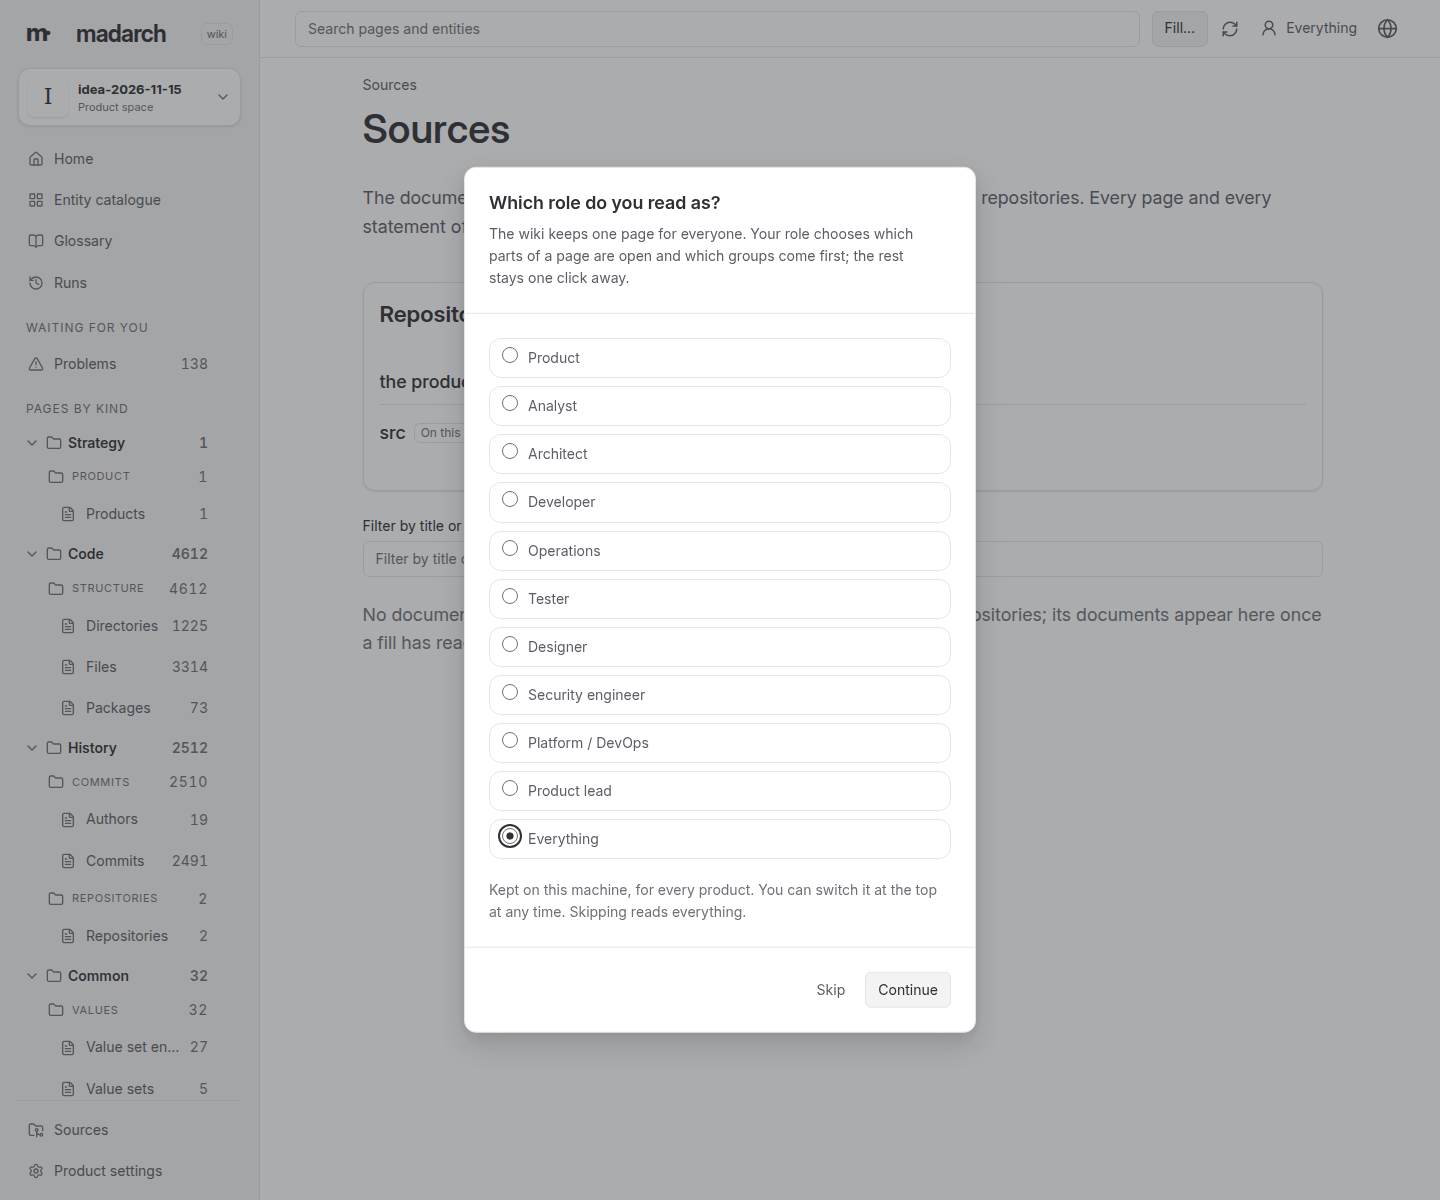 m·
madarch
wiki
Search pages and entities
Fill...
Everything
I
idea-2026-11-15
Product space
Home
Entity catalogue
Glossary
Runs
WAITING FOR YOU
Problems 138
PAGES BY KIND
Strategy 1
PRODUCT 1
Products 1
Code 4612
STRUCTURE 4612
Directories 1225
Files 3314
Packages 73
History 2512
COMMITS 2510
Authors 19
Commits 2491
REPOSITORIES 2
Repositories 2
Common 32
VALUES 32
Value set en... 27
Value sets 5
Sources
Product settings
Sources
Sources
The docume
repositories. Every page and every
statement of
Reposito
the produc
src On this
Filter by title or
Filter by title o
No documen
ositories; its documents appear here once
a fill has rea
Which role do you read as?
The wiki keeps one page for everyone. Your role chooses which
parts of a page are open and which groups come first; the rest
stays one click away.
Product
Analyst
Architect
Developer
Operations
Tester
Designer
Security engineer
Platform / DevOps
Product lead
Everything
Kept on this machine, for every product. You can switch it at the top
at any time. Skipping reads everything.
Skip
Continue